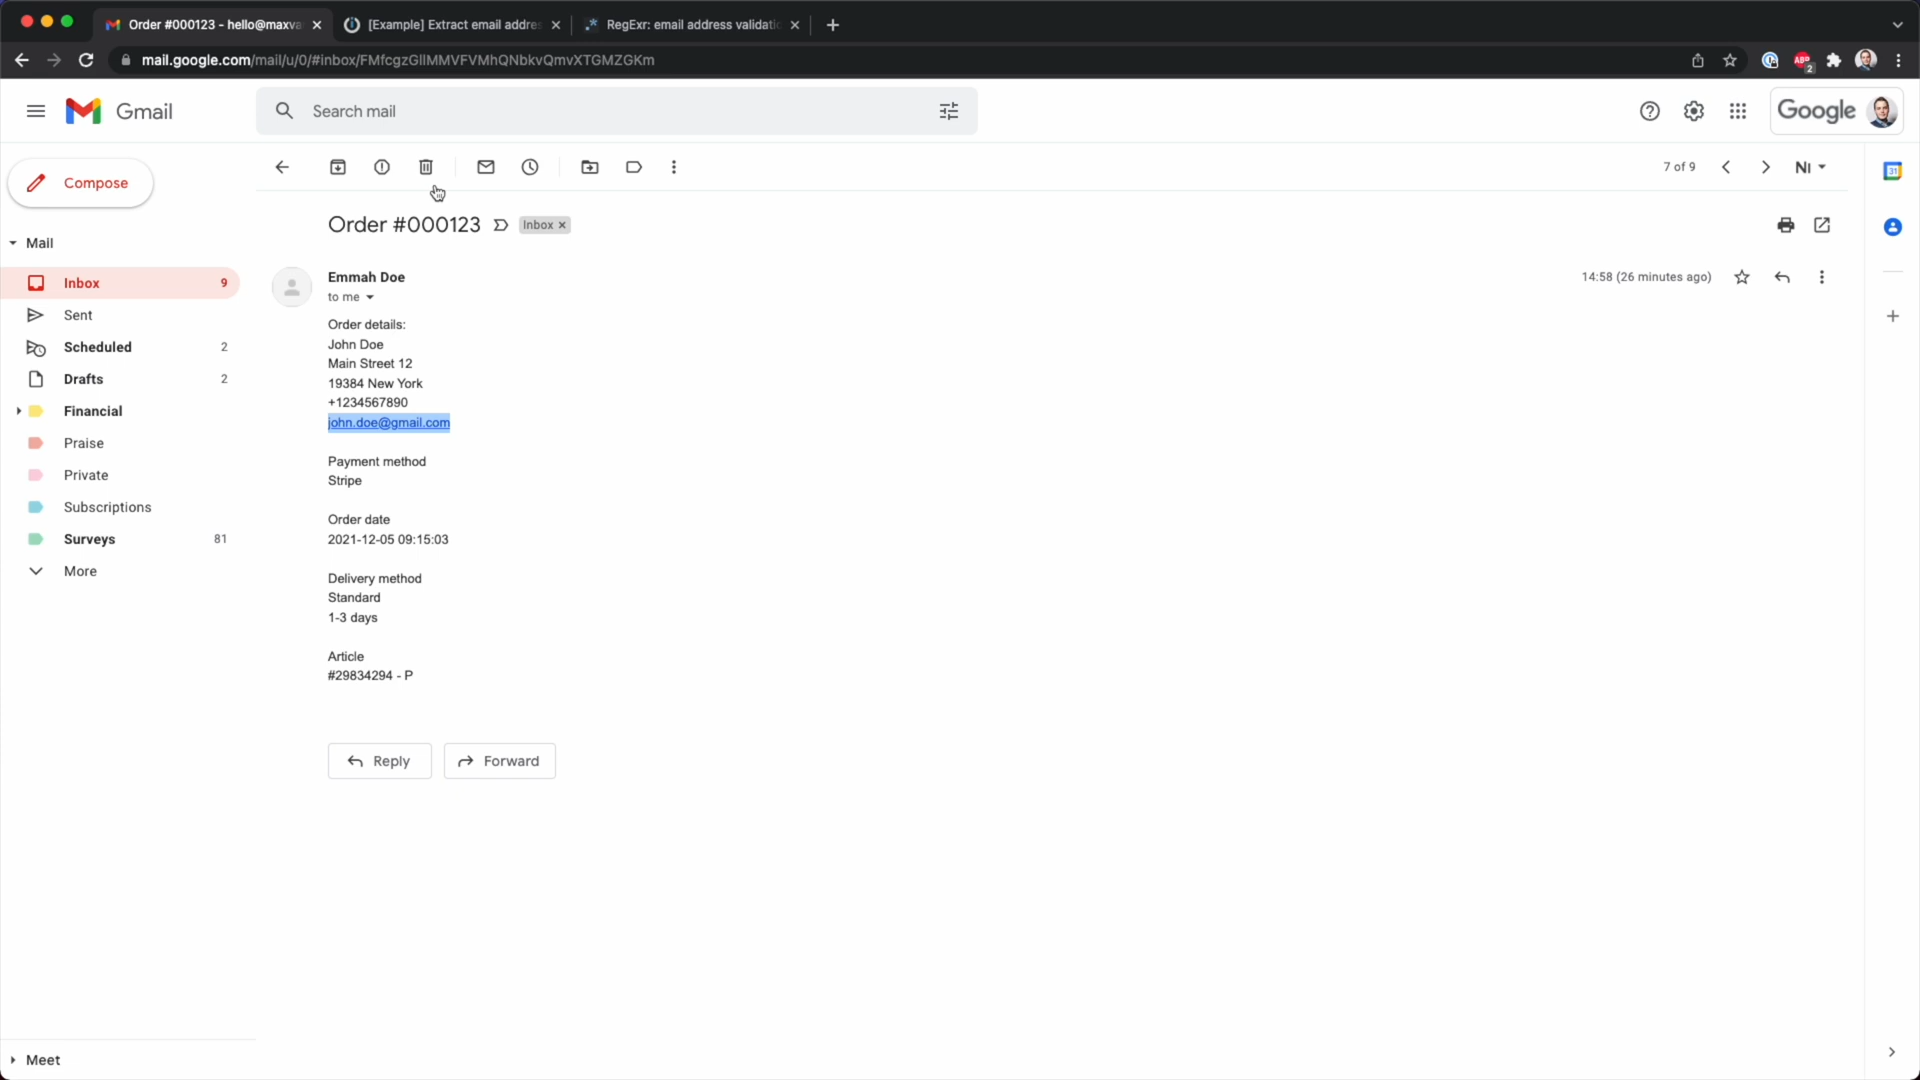 Order #000123 - hello@maxva
[Example] Extract email addre
RegExr: email address validati
mail.google.com/mail/u/0/#inbox/FMfcgzGllMMVFVMhQNbkvQmvXTGMZGKm
ABP
2
Gmail
Search mail
Google
Compose
7 of 9
31
Mail
Order #000123
Inbox
Inbox 9
Emmah Doe
14:58 (26 minutes ago)
to me
Sent
Order details:
John Doe
Scheduled 2
Main Street 12
Drafts 2
19384 New York
+1234567890
Financial
john.doe@gmail.com
Praise
Payment method
Private
Stripe
Subscriptions
Order date
Surveys 81
2021-12-05 09:15:03
More
Delivery method
Standard
1-3 days
Article
#29834294 - P
Reply
Forward
Meet